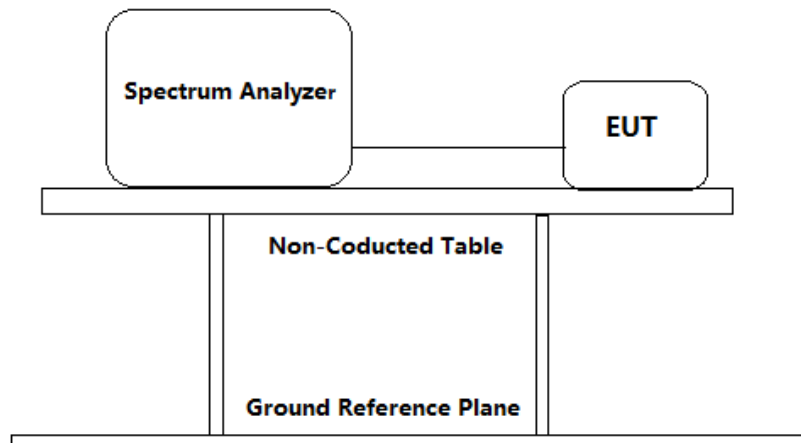 Spectrum Analyzer
EUT
Non-Coducted Table
Ground Reference Plane